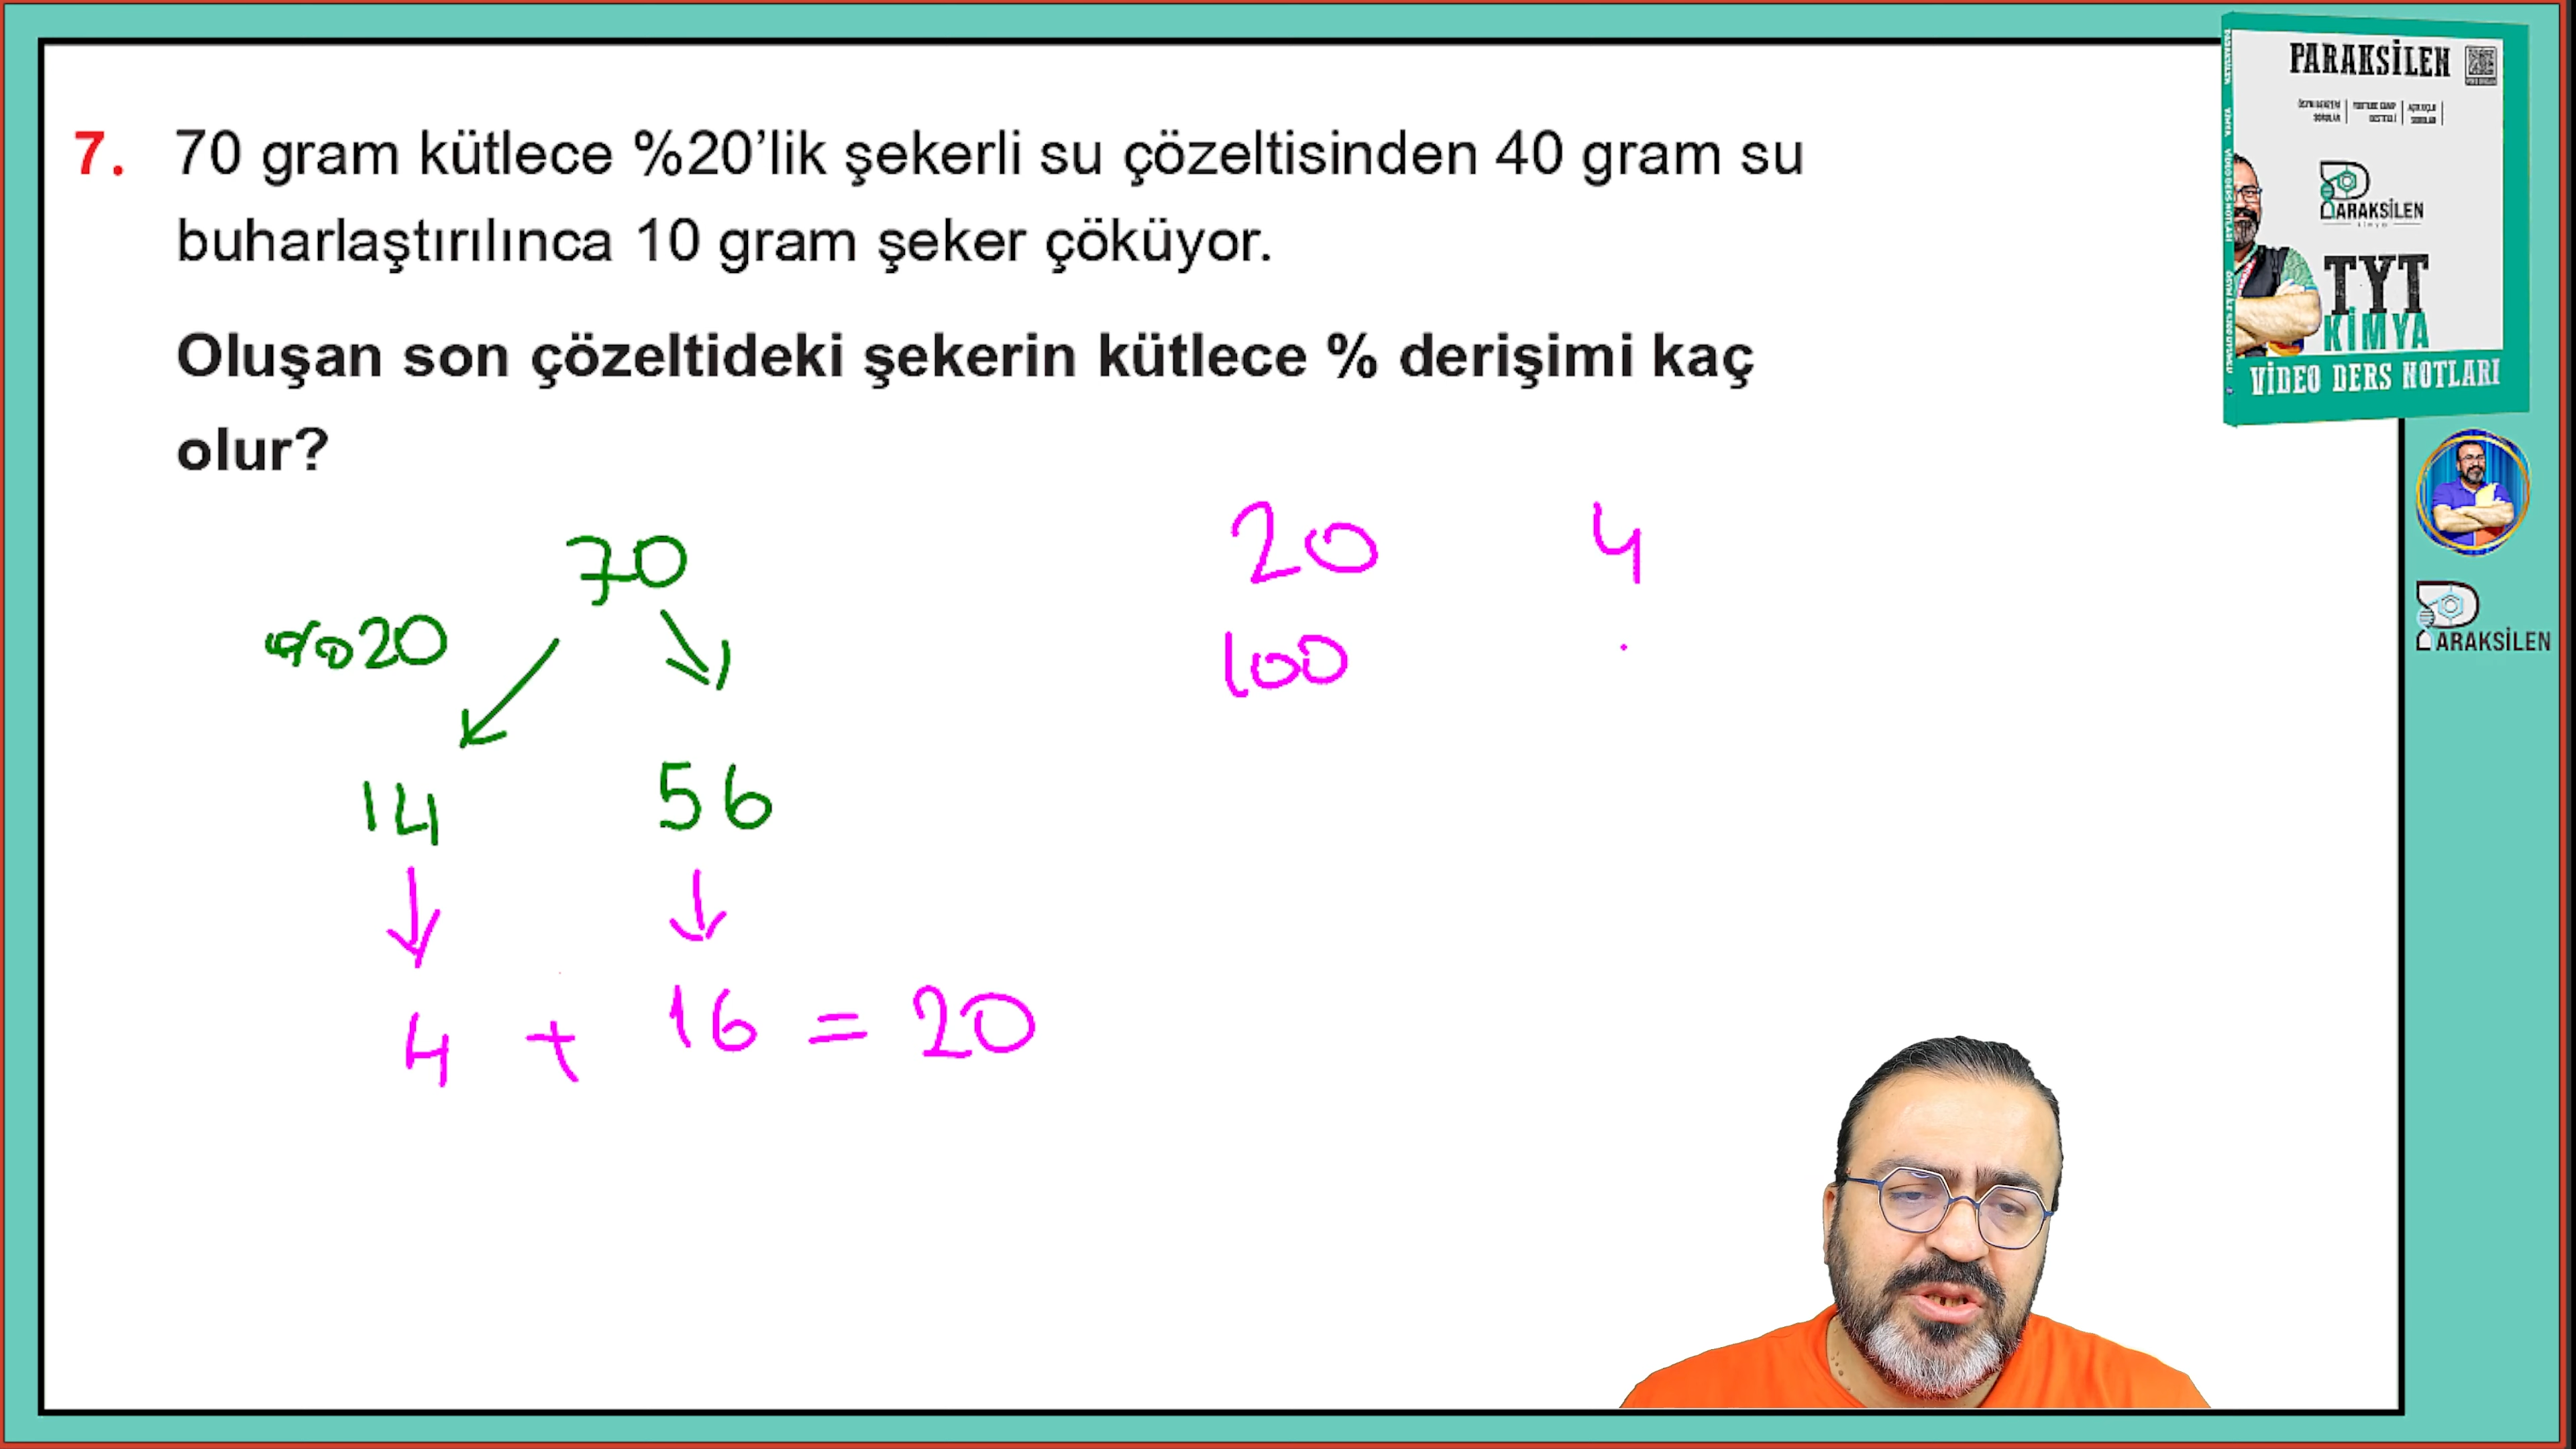 7. 70 gram kütlece %20'lik şekerli su çözeltisinden 40 gram su
buharlaştırılınca 10 gram şeker çöküyor.
Oluşan son çözeltideki şekerin kütlece % derişimi kaç
olur?
70
%20
14 56
4 + 16 = 20
20 4
100
PARAKSİLEN
PARAKSİLEN
TYT
KİMYA
VİDEO DERS NOTLARI
PARAKSİLEN